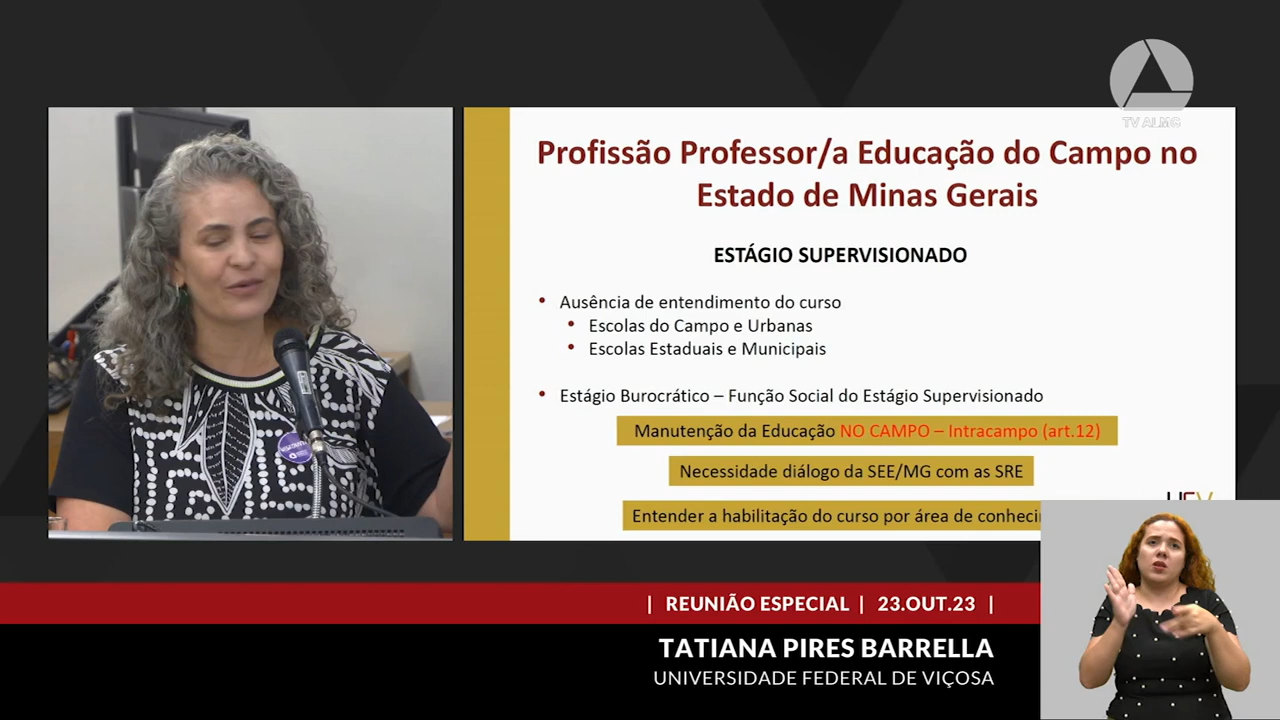 TV ALMG
Profissão Professor/a Educação do Campo no
Estado de Minas Gerais
ESTÁGIO SUPERVISIONADO
• Ausência de entendimento do curso
• Escolas do Campo e Urbanas
• Escolas Estaduais e Municipais
• Estágio Burocrático – Função Social do Estágio Supervisionado
Manutenção da Educação NO CAMPO – Intracampo (art.12)
Necessidade diálogo da SEE/MG com as SRE
Entender a habilitação do curso por área de
| REUNIÃO ESPECIAL | 23.OUT.23 |
TATIANA PIRES BARRELLA
UNIVERSIDADE FEDERAL DE VIÇOSA